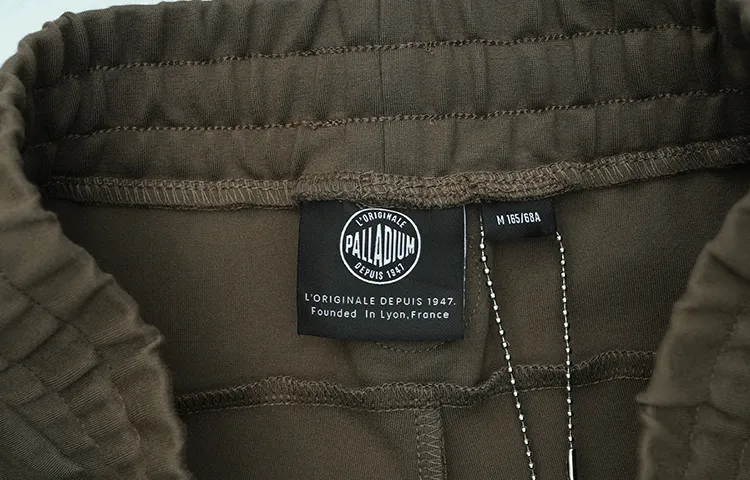 L'ORIGINALE
PALLADIUM
DEPUIS 1947
L'ORIGINALE DEPUIS 1947.
Founded In Lyon,France
M 165/68A